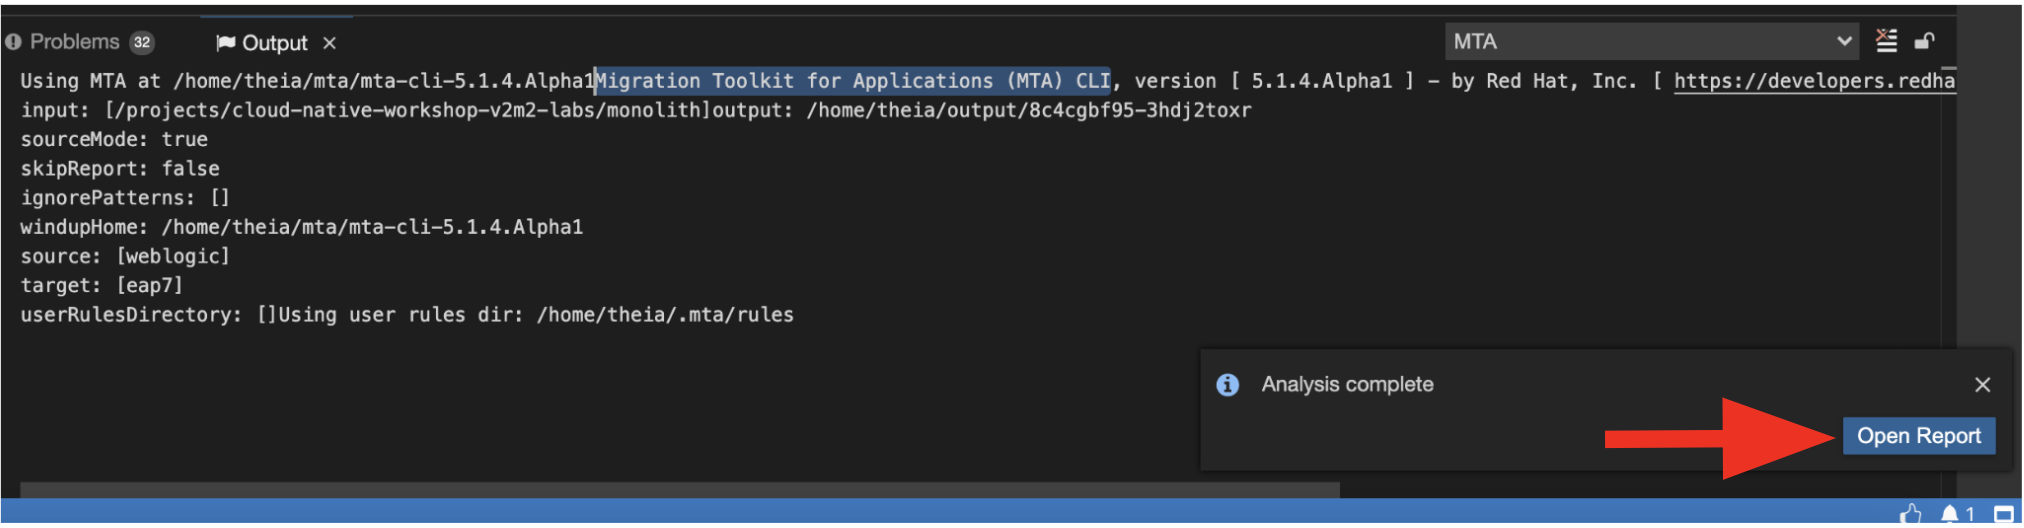 Problems 32 Output × MTA
Using MTA at /home/theia/mta/mta-cli-5.1.4.Alpha1Migration Toolkit for Applications (MTA) CLI, version [ 5.1.4.Alpha1 ] – by Red Hat, Inc. [ https://developers.redha
input: [/projects/cloud-native-workshop-v2m2-labs/monolith]output: /home/theia/output/8c4cgbf95-3hdj2toxr
sourceMode: true
skipReport: false
ignorePatterns: []
windupHome: /home/theia/mta/mta-cli-5.1.4.Alpha1
source: [weblogic]
target: [eap7]
userRulesDirectory: []Using user rules dir: /home/theia/.mta/rules
Analysis complete
Open Report
1